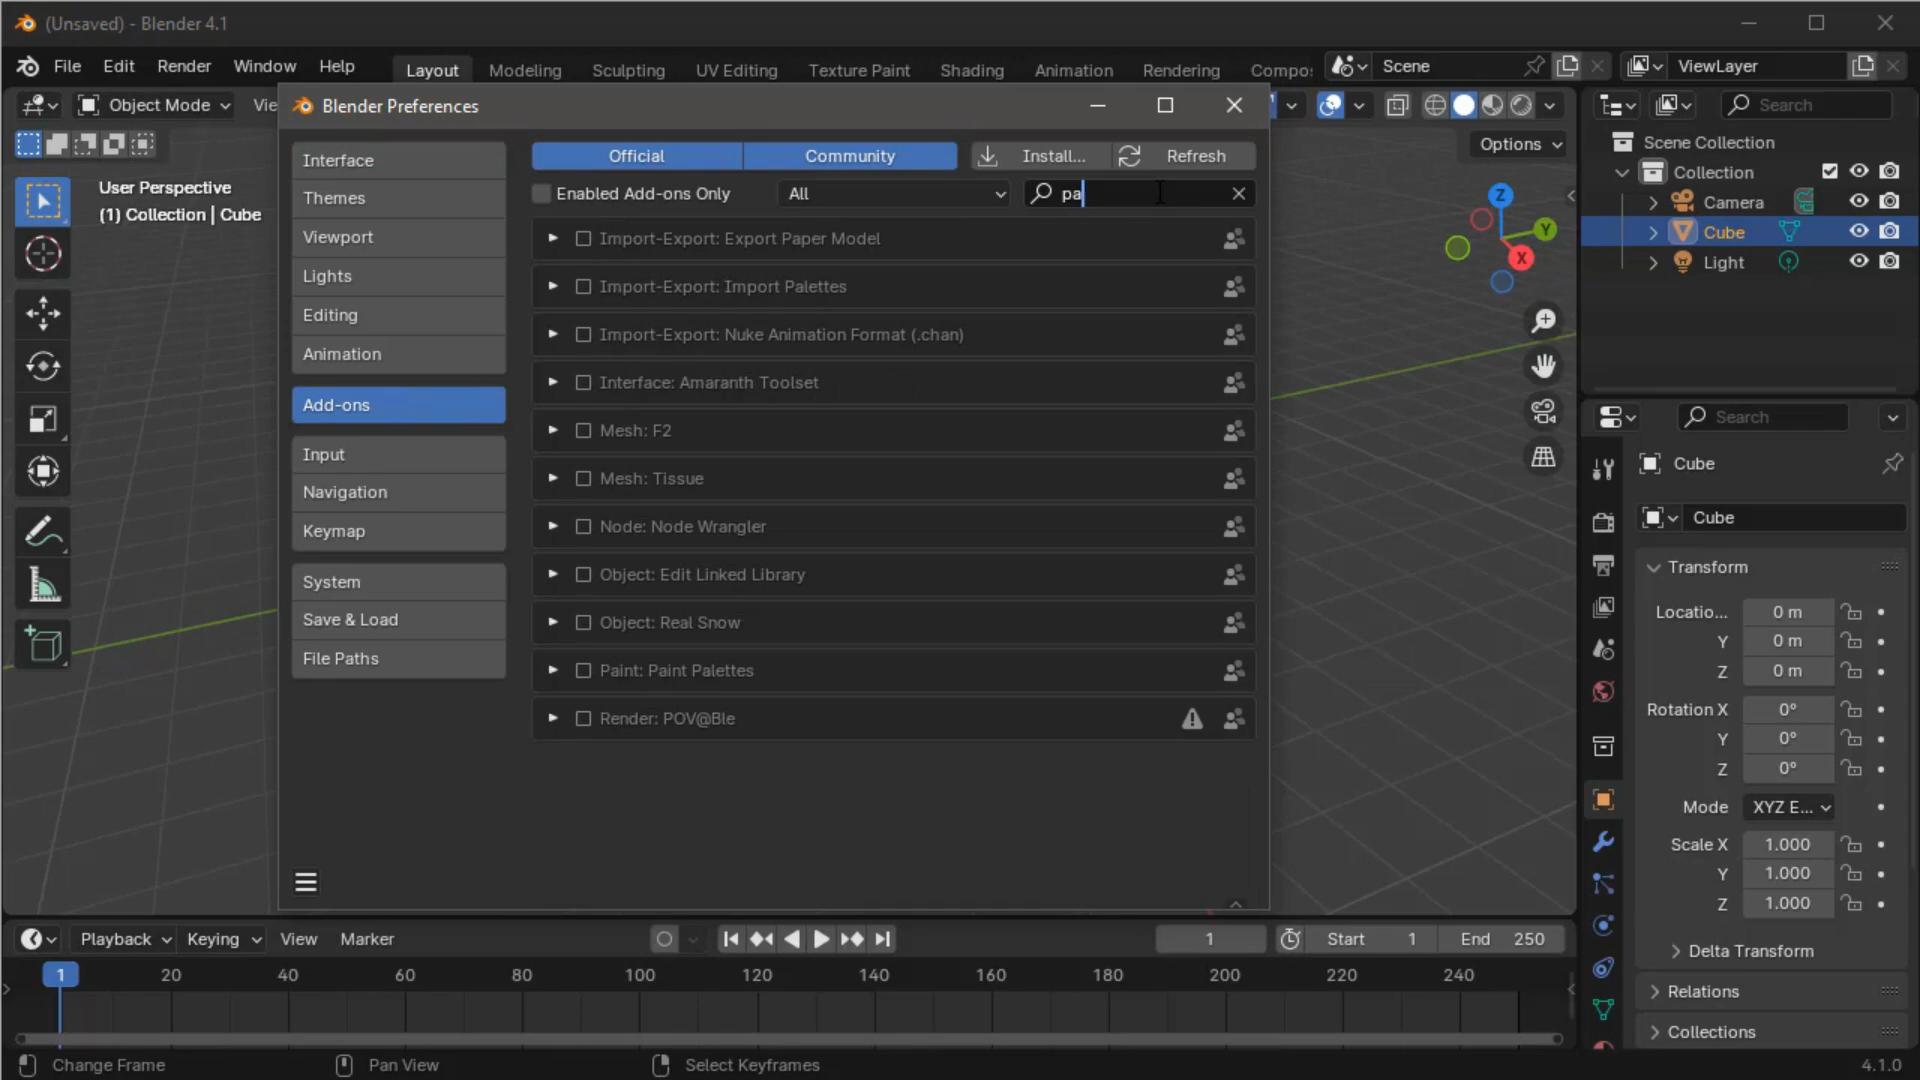 (Unsaved) - Blender 4.1
File Edit Render Window Help
Layout Modeling Sculpting UV Editing Texture Paint Shading Animation Rendering Compo:
Scene
ViewLayer
Object Mode
Vie
User Perspective
(1) Collection | Cube
Options
Z
Y
X
Blender Preferences
Interface
Themes
Viewport
Lights
Editing
Animation
Add-ons
Input
Navigation
Keymap
System
Save & Load
File Paths
Official Community Install... Refresh
Enabled Add-ons Only All pa
Import-Export: Export Paper Model
Import-Export: Import Palettes
Import-Export: Nuke Animation Format (.chan)
Interface: Amaranth Toolset
Mesh: F2
Mesh: Tissue
Node: Node Wrangler
Object: Edit Linked Library
Object: Real Snow
Paint: Paint Palettes
Render: POV@Ble
Search
Scene Collection
Collection
Camera
Cube
Light
Search
Cube
Cube
Transform
Locatio... 0 m
Y 0 m
Z 0 m
Rotation X 0°
Y 0°
Z 0°
Mode XYZ E...
Scale X 1.000
Y 1.000
Z 1.000
Delta Transform
Relations
Collections
Playback Keying View Marker 1 Start 1 End 250
1 20 40 60 80 100 120 140 160 180 200 220 240
Change Frame Pan View Select Keyframes 4.1.0